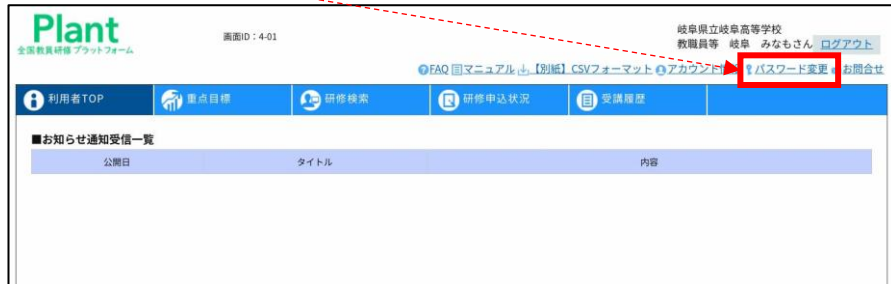 Plant
全国教員研修 プラットフォーム
画面ID：4-01
岐阜県立岐阜高等学校
教職員等　岐阜　みなもさん ログアウト
FAQ マニュアル 【別紙】CSVフォーマット アカウント パスワード変更 お問合せ
利用者TOP 重点目標 研修検索 研修申込状況 受講履歴
■お知らせ通知受信一覧
公開日 タイトル 内容